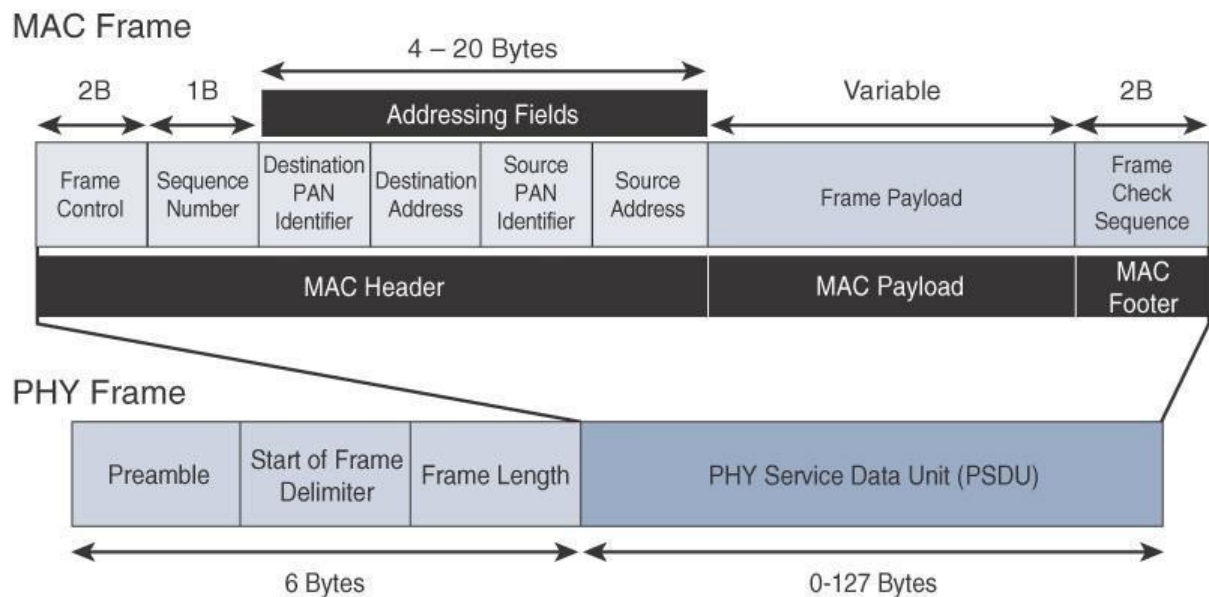 MAC Frame
4 – 20 Bytes
2B
1B
Addressing Fields
Variable
2B
Frame
Control
Sequence
Number
Destination
PAN
Identifier
Destination
Address
Source
PAN
Identifier
Source
Address
Frame Payload
Frame
Check
Sequence
MAC Header
MAC Payload
MAC
Footer
PHY Frame
Preamble
Start of Frame
Delimiter
Frame Length
PHY Service Data Unit (PSDU)
6 Bytes
0-127 Bytes